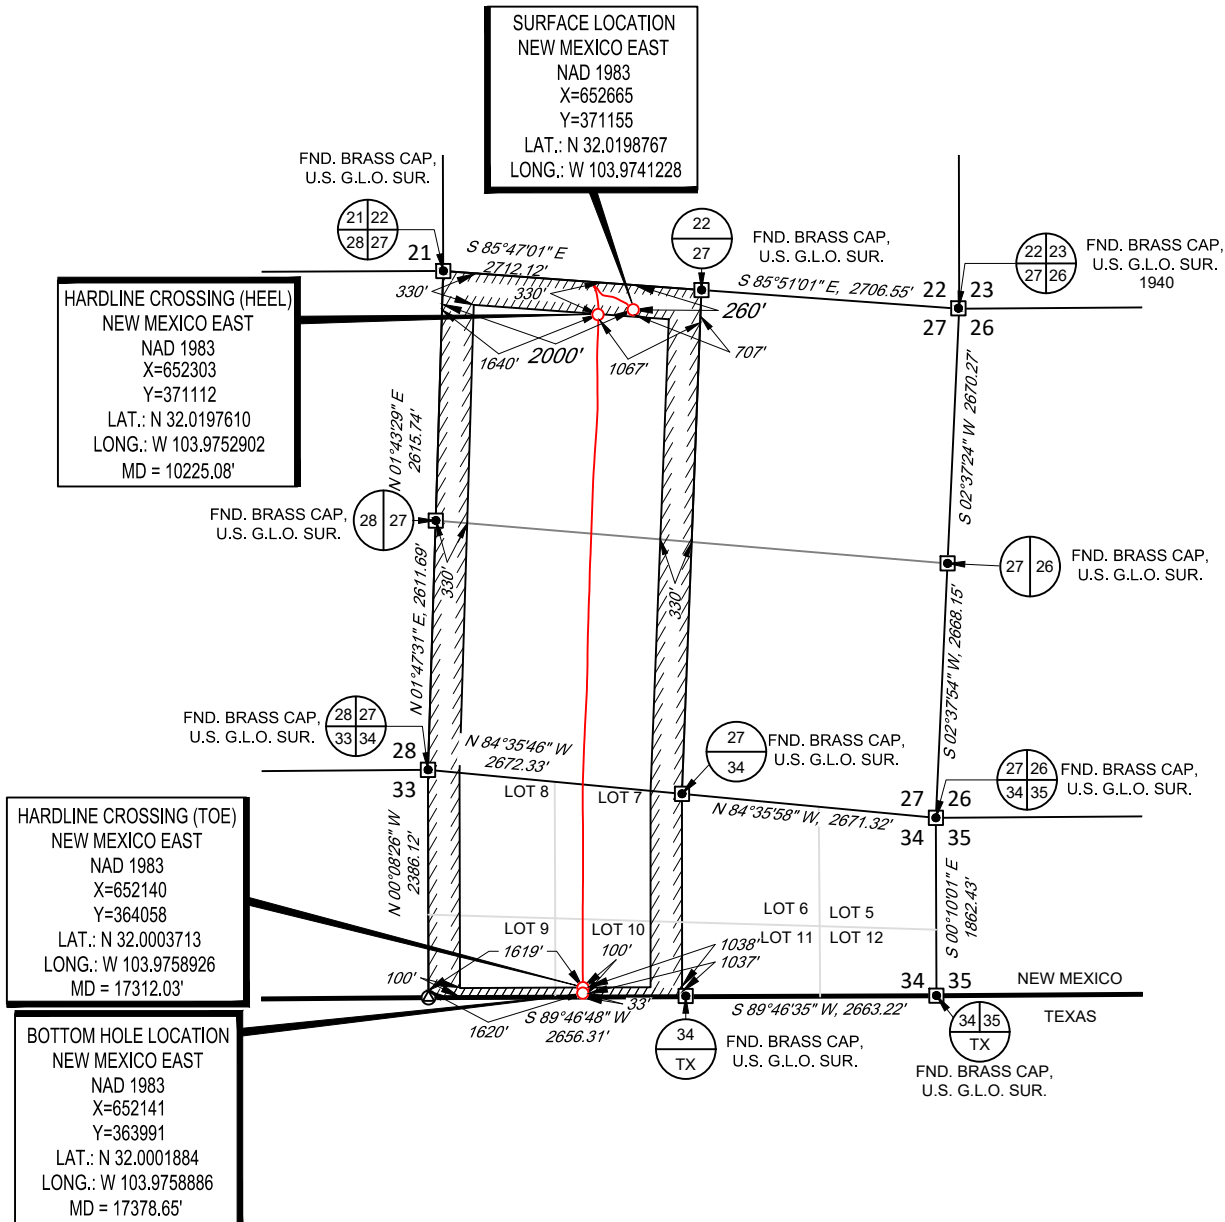 SURFACE LOCATION
NEW MEXICO EAST
NAD 1983
X=652665
Y=371155
LAT.: N 32.0198767
LONG.: W 103.9741228
FND. BRASS CAP,
U.S. G.L.O. SUR.
21 22
28 27
21
S 85°47'01" E
2712.12'
22
27
FND. BRASS CAP,
U.S. G.L.O. SUR.
S 85°51'01" E, 2706.55'
22 23
27 26
FND. BRASS CAP,
U.S. G.L.O. SUR.
1940
22 23
27 26
330'
330'
260'
HARDLINE CROSSING (HEEL)
NEW MEXICO EAST
NAD 1983
X=652303
Y=371112
LAT.: N 32.0197610
LONG.: W 103.9752902
MD = 10225.08'
1640'
2000'
1067'
707'
N 01°43'29" E
2615.74'
S 02°37'24" W 2670.27'
FND. BRASS CAP,
U.S. G.L.O. SUR.
28 27
27 26
FND. BRASS CAP,
U.S. G.L.O. SUR.
330'
330'
N 01°47'31" E, 2611.69'
S 02°37'54" W, 2668.15'
FND. BRASS CAP,
U.S. G.L.O. SUR.
28 27
33 34
28
33
N 84°35'46" W
2672.33'
27
34
FND. BRASS CAP,
U.S. G.L.O. SUR.
LOT 8
LOT 7
N 84°35'58" W, 2671.32'
27 26
34 35
27 26
34 35
FND. BRASS CAP,
U.S. G.L.O. SUR.
HARDLINE CROSSING (TOE)
NEW MEXICO EAST
NAD 1983
X=652140
Y=364058
LAT.: N 32.0003713
LONG.: W 103.9758926
MD = 17312.03'
N 00°08'26" W
2386.12'
S 00°10'01" E
1862.43'
LOT 6
LOT 5
LOT 9
LOT 10
LOT 11
LOT 12
1619'
100'
1038'
1037'
100'
33'
1620'
S 89°46'48" W
2656.31'
S 89°46'35" W, 2663.22'
34 35
NEW MEXICO
TEXAS
34
TX
FND. BRASS CAP,
U.S. G.L.O. SUR.
34 35
TX
FND. BRASS CAP,
U.S. G.L.O. SUR.
BOTTOM HOLE LOCATION
NEW MEXICO EAST
NAD 1983
X=652141
Y=363991
LAT.: N 32.0001884
LONG.: W 103.9758886
MD = 17378.65'